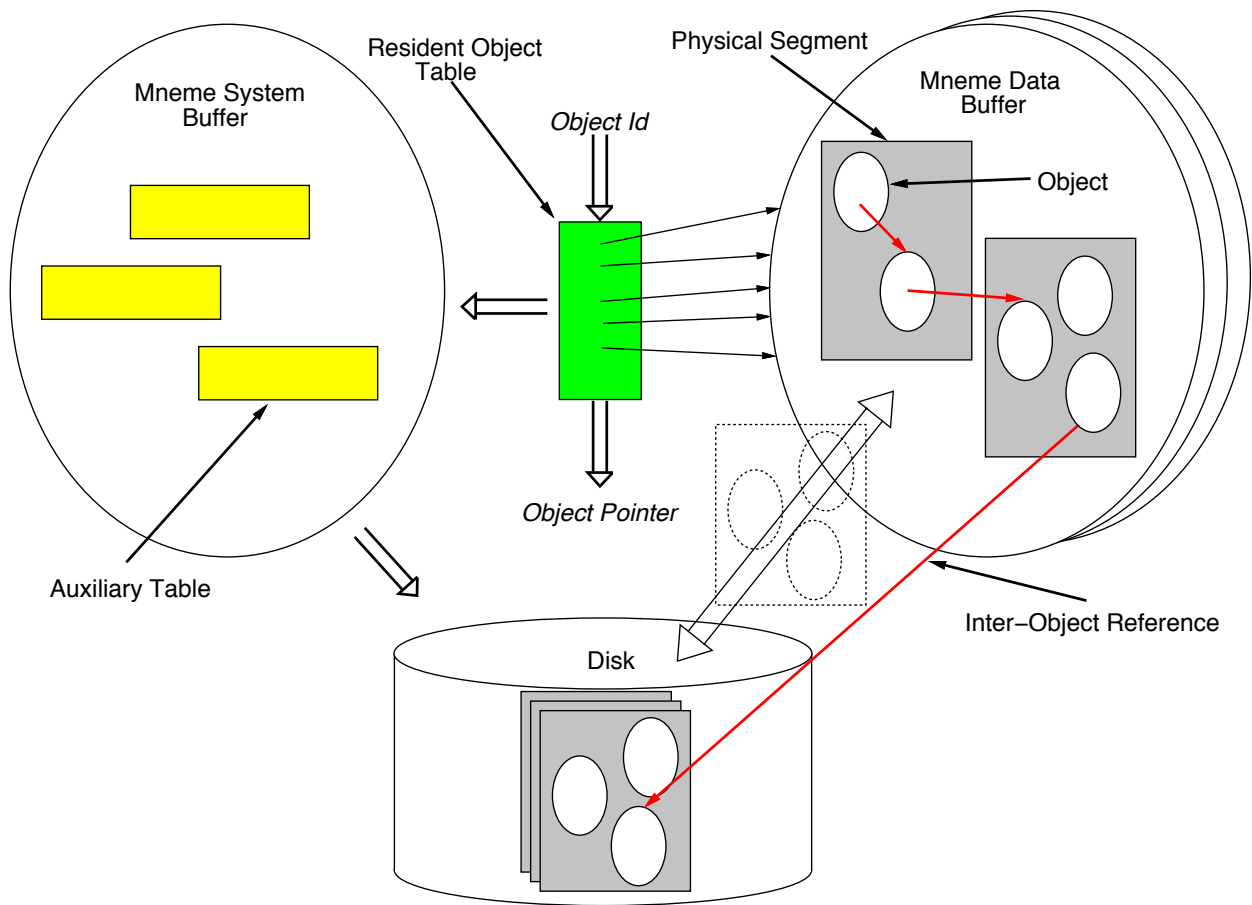 Resident Object
Table
Physical Segment
Mneme System
Buffer
Mneme Data
Buffer
Object Id
Object
Object Pointer
Auxiliary Table
Inter−Object Reference
Disk